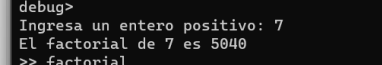 debug>
Ingresa un entero positivo: 7
El factorial de 7 es 5040
>> factorial